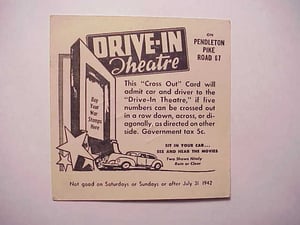 DRIVE-IN
Theatre
ON
PENDLETON
PIKE
ROAD 67
Buy
Your
War
Stamps
Here
This "Cross Out" Card will
admit car and driver to the
"Drive-In Theatre," if five
numbers can be crossed out
in a row down, across, or di-
agonally, as directed on other
side. Government tax 5c.
SIT IN YOUR CAR...
SEE AND HEAR THE MOVIES
Two Shows Nitely
Rain or Clear
Not good on Saturdays or Sundays or after July 31 1942